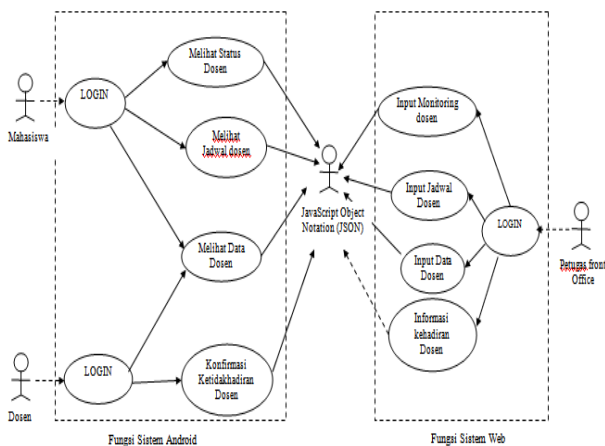 Mahasiswa
LOGIN
Melihat Status
Dosen
Melihat
Jadwal dosen
Melihat Data
Dosen
Dosen
LOGIN
Konfirmasi
Ketidakhadiran
Dosen
Fungsi Sistem Android
JavaScript Object
Notation (JSON)
Input Monitoring
dosen
Input Jadwal
Dosen
Input Data
Dosen
Informasi
kehadiran
Dosen
LOGIN
Petugas front
Office
Fungsi Sistem Web